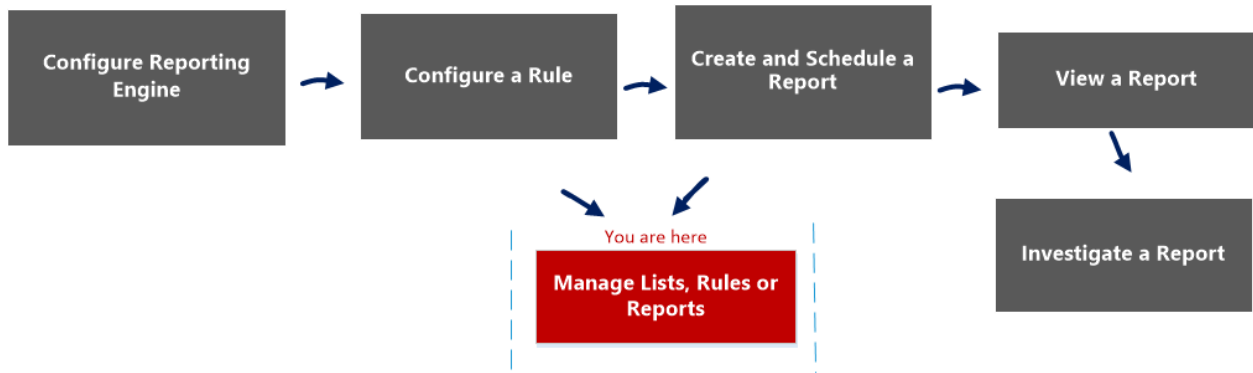 Configure Reporting
Engine
Configure a Rule
Create and Schedule a
Report
View a Report
You are here
Manage Lists, Rules or
Reports
Investigate a Report